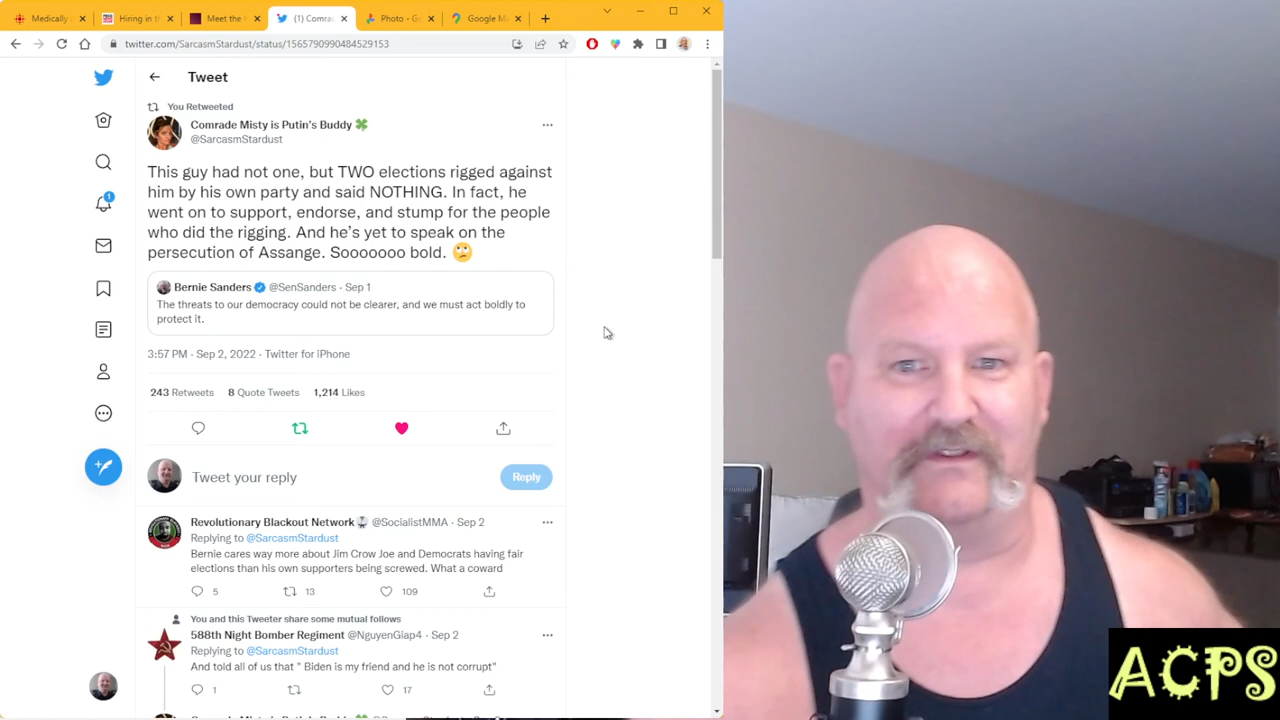 Medically
Hiring in th
Meet the
(1) Comra
Photo - G
Google M
twitter.com/SarcasmStardust/status/1565790990484529153
Tweet
You Retweeted
Comrade Misty is Putin's Buddy 🍀
@SarcasmStardust
This guy had not one, but TWO elections rigged against
him by his own party and said NOTHING. In fact, he
went on to support, endorse, and stump for the people
who did the rigging. And he's yet to speak on the
persecution of Assange. Sooooooo bold. 🙄
Bernie Sanders @SenSanders · Sep 1
The threats to our democracy could not be clearer, and we must act boldly to
protect it.
3:57 PM · Sep 2, 2022 · Twitter for iPhone
243 Retweets 8 Quote Tweets 1,214 Likes
Tweet your reply
Reply
Revolutionary Blackout Network @SocialistMMA · Sep 2
Replying to @SarcasmStardust
Bernie cares way more about Jim Crow Joe and Democrats having fair
elections than his own supporters being screwed. What a coward
5 13 109
You and this Tweeter share some mutual follows
588th Night Bomber Regiment @NguyenGiap4 · Sep 2
Replying to @SarcasmStardust
And told all of us that " Biden is my friend and he is not corrupt"
1 17
1
ACPS